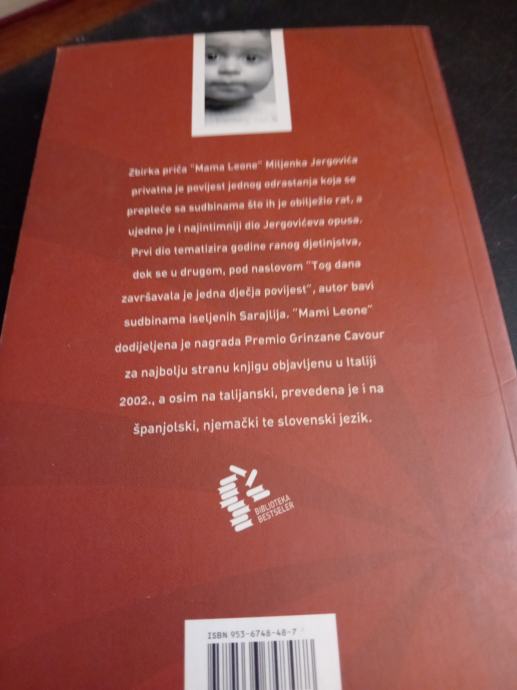 Zbirka priča "Mama Leone" Miljenka Jergovića
privatna je povijest jednog odrastanja koja se
prepleće sa sudbinama što ih je obilježio rat, a
ujedno je i najintimniji dio Jergovićeva opusa.
Prvi dio tematizira godine ranog djetinjstva,
dok se u drugom, pod naslovom "Tog dana
završavala je jedna dječja povijest", autor bavi
sudbinama iseljenih Sarajlija. "Mami Leone"
dodijeljena je nagrada Premio Grinzane Cavour
za najbolju stranu knjigu objavljenu u Italiji
2002., a osim na talijanski, prevedena je i na
španjolski, njemački te slovenski jezik.
BIBLIOTEKA
BESTSELER
ISBN 953-6748-48-7